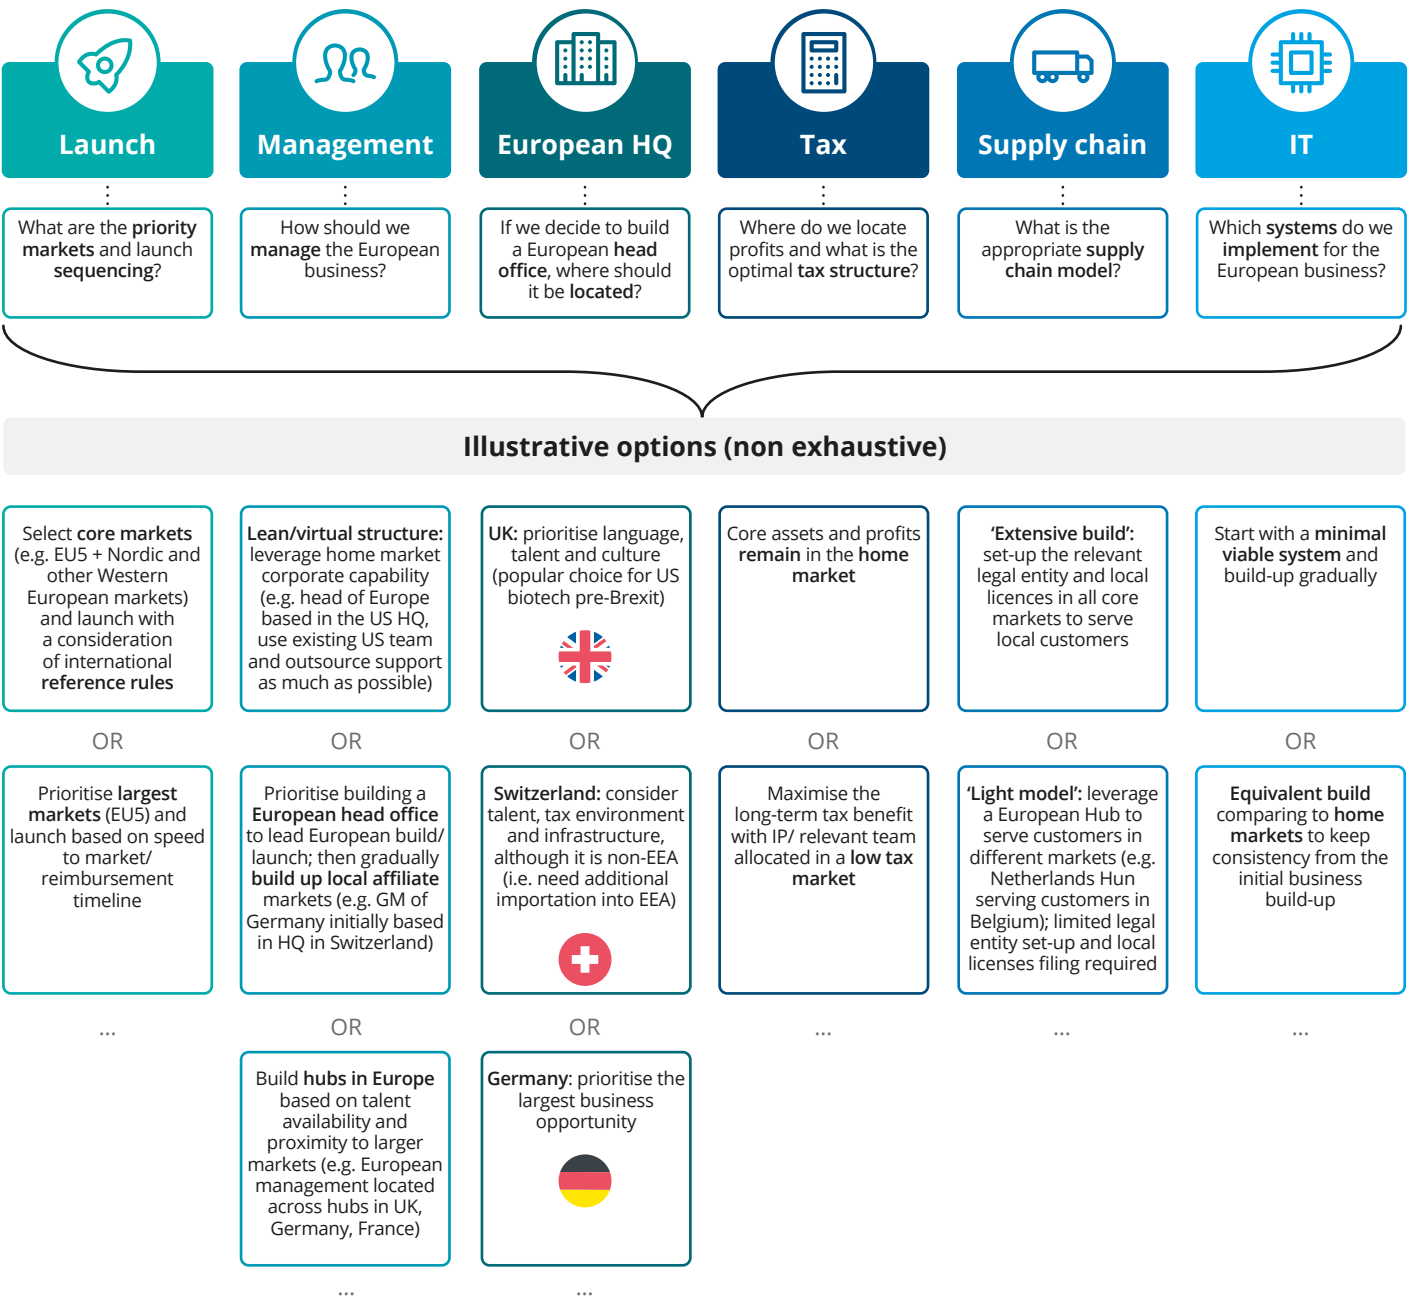 Launch
Management
European HQ
Tax
Supply chain
IT
What are the priority
markets and launch
sequencing?
How should we
manage the European
business?
If we decide to build
a European head
office, where should
it be located?
Where do we locate
profits and what is the
optimal tax structure?
What is the
appropriate supply
chain model?
Which systems do we
implement for the
European business?
Illustrative options (non exhaustive)
Select core markets
(e.g. EU5 + Nordic and
other Western
European markets)
and launch with
a consideration
of international
reference rules
Lean/virtual structure:
leverage home market
corporate capability
(e.g. head of Europe
based in the US HQ,
use existing US team
and outsource support
as much as possible)
UK: prioritise language,
talent and culture
(popular choice for US
biotech pre-Brexit)
Core assets and profits
remain in the home
market
‘Extensive build’:
set-up the relevant
legal entity and local
licences in all core
markets to serve
local customers
Start with a minimal
viable system and
build-up gradually
OR
OR
OR
OR
OR
OR
Prioritise largest
markets (EU5) and
launch based on speed
to market/
reimbursement
timeline
Prioritise building a
European head office
to lead European build/
launch; then gradually
build up local affiliate
markets (e.g. GM of
Germany initially based
in HQ in Switzerland)
Switzerland: consider
talent, tax environment
and infrastructure,
although it is non-EEA
(i.e. need additional
importation into EEA)
Maximise the
long-term tax benefit
with IP/ relevant team
allocated in a low tax
market
‘Light model’: leverage
a European Hub to
serve customers in
different markets (e.g.
Netherlands Hun
serving customers in
Belgium); limited legal
entity set-up and local
licenses filing required
Equivalent build
comparing to home
markets to keep
consistency from the
initial business
build-up
...
OR
OR
...
...
...
Build hubs in Europe
based on talent
availability and
proximity to larger
markets (e.g. European
management located
across hubs in UK,
Germany, France)
Germany: prioritise the
largest business
opportunity
...
...